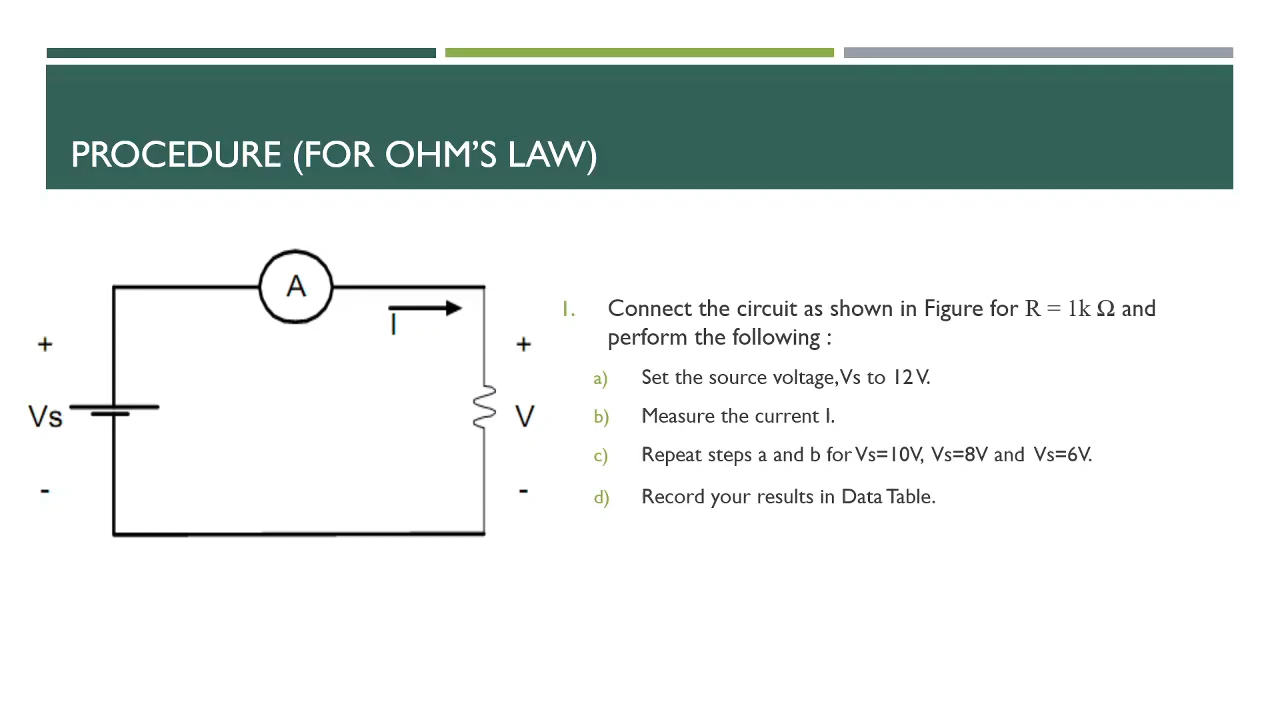 PROCEDURE (FOR OHM'S LAW)
A
I
+
Vs
-
+
V
-
1. Connect the circuit as shown in Figure for R = 1k Ω and
perform the following :
a) Set the source voltage,Vs to 12 V.
b) Measure the current I.
c) Repeat steps a and b for Vs=10V, Vs=8V and Vs=6V.
d) Record your results in Data Table.